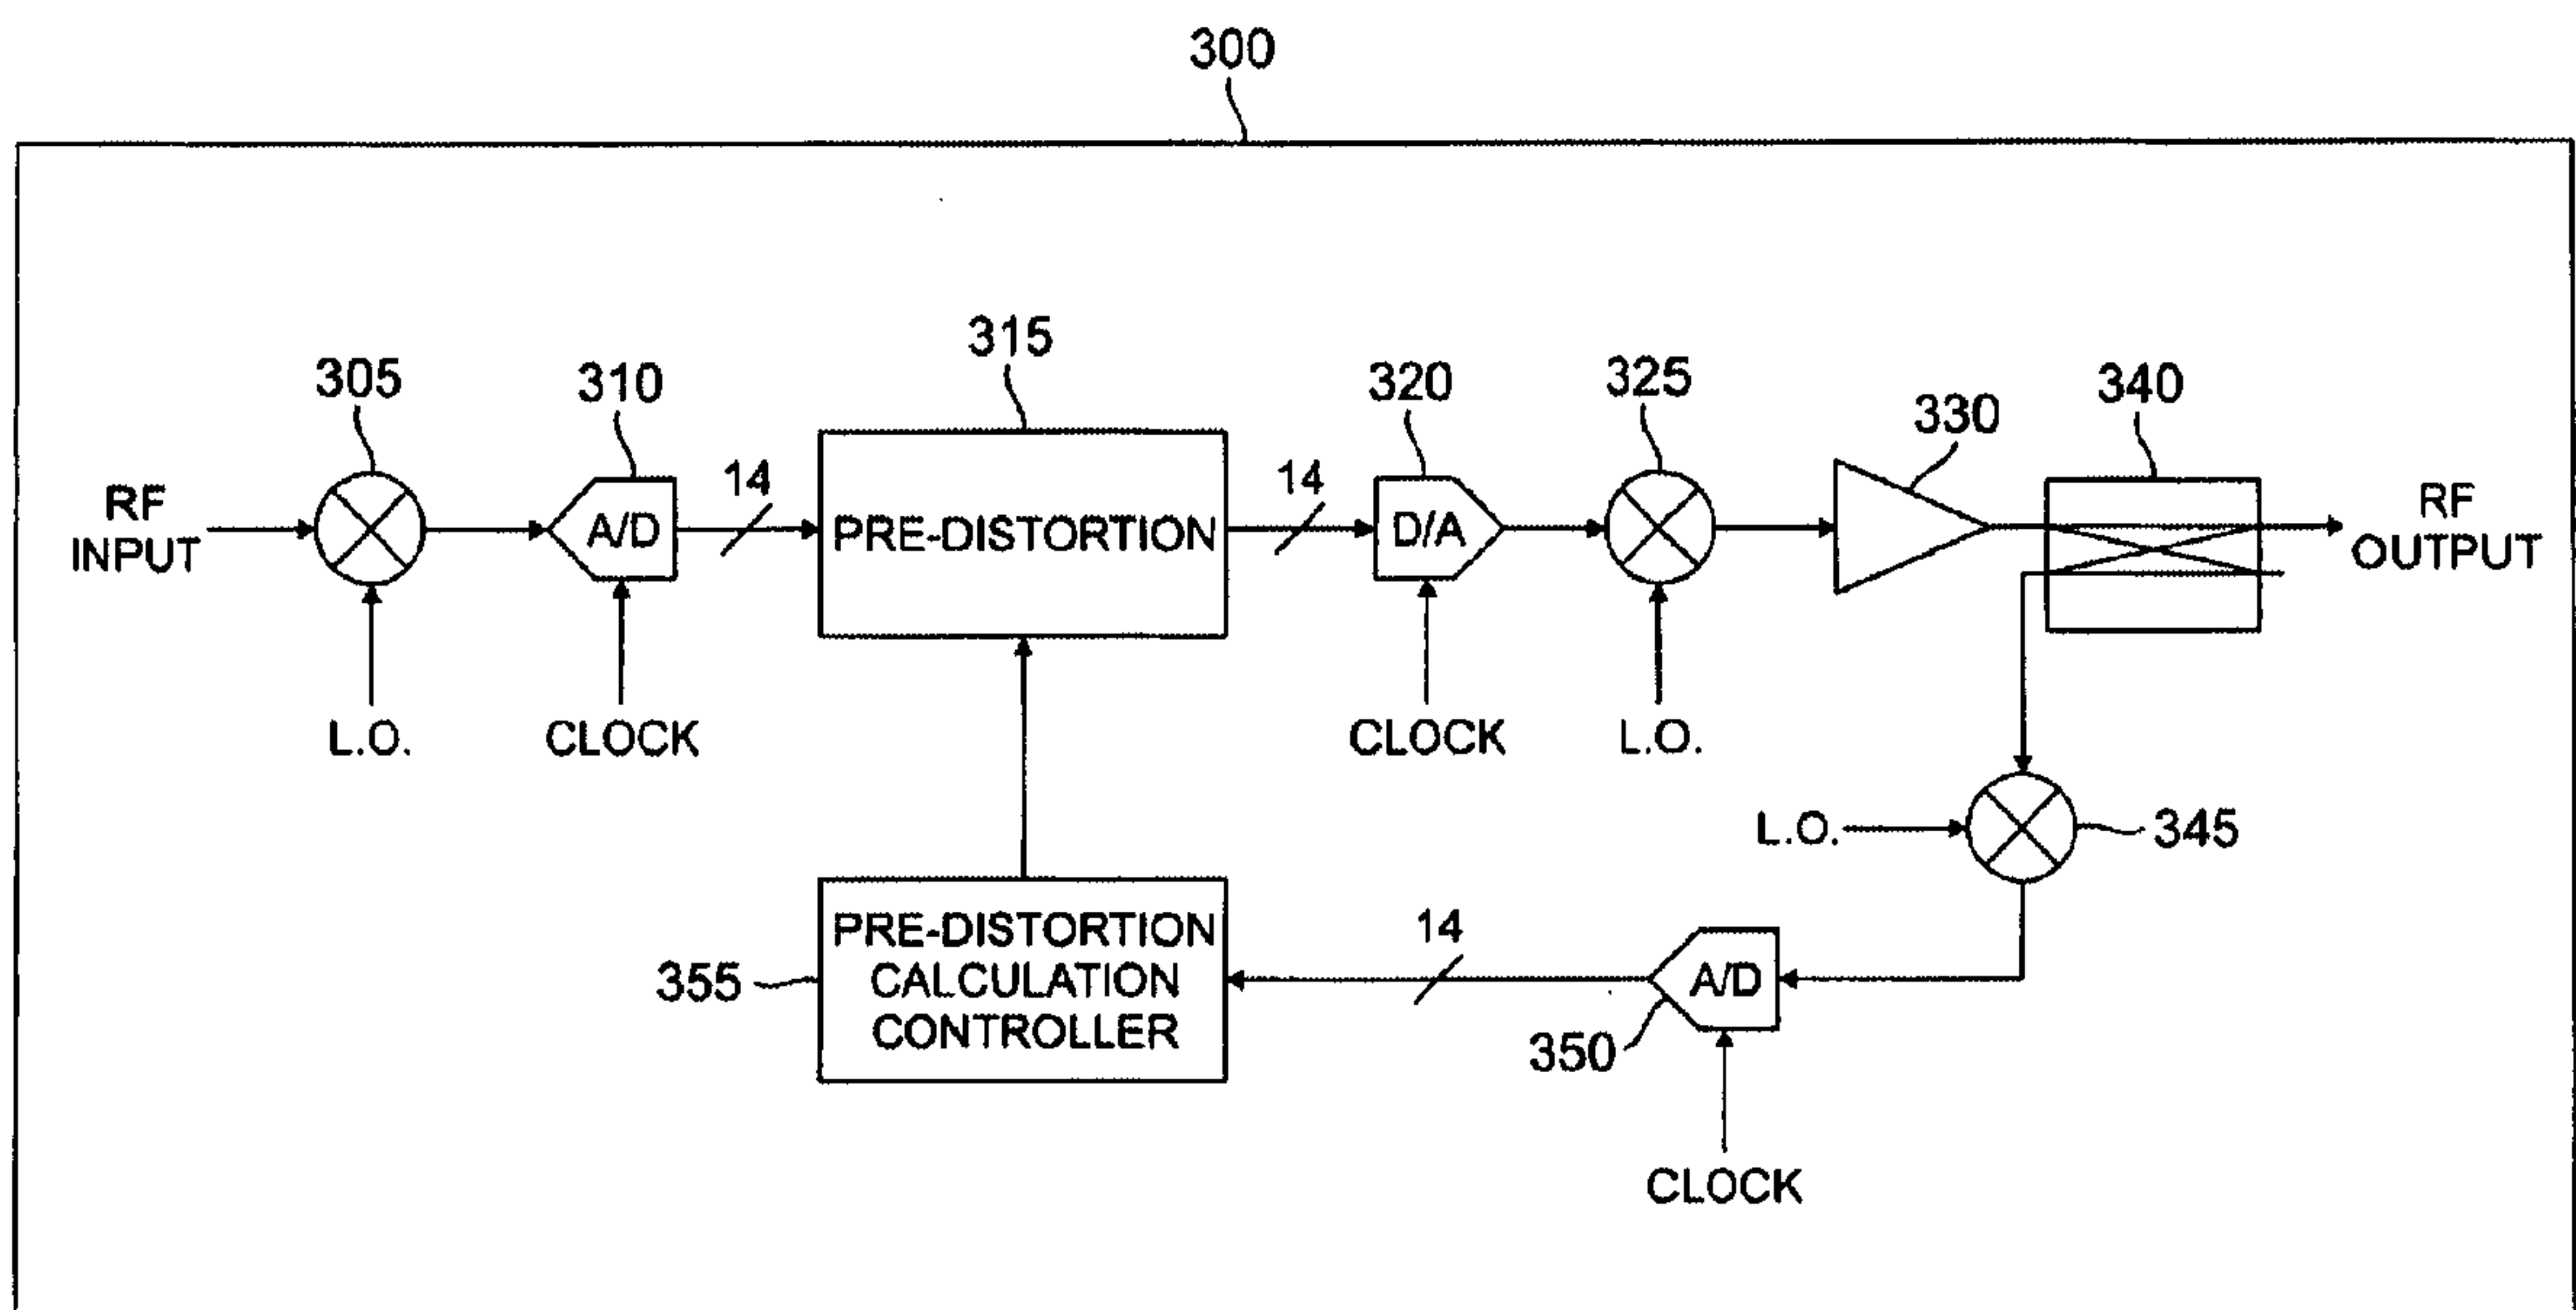 300
305
310
315
320
325
330
340
RF
INPUT
A/D
14
PRE-DISTORTION
14
D/A
RF
OUTPUT
L.O.
CLOCK
CLOCK
L.O.
L.O.
345
PRE-DISTORTION
CALCULATION
CONTROLLER
355
14
A/D
350
CLOCK